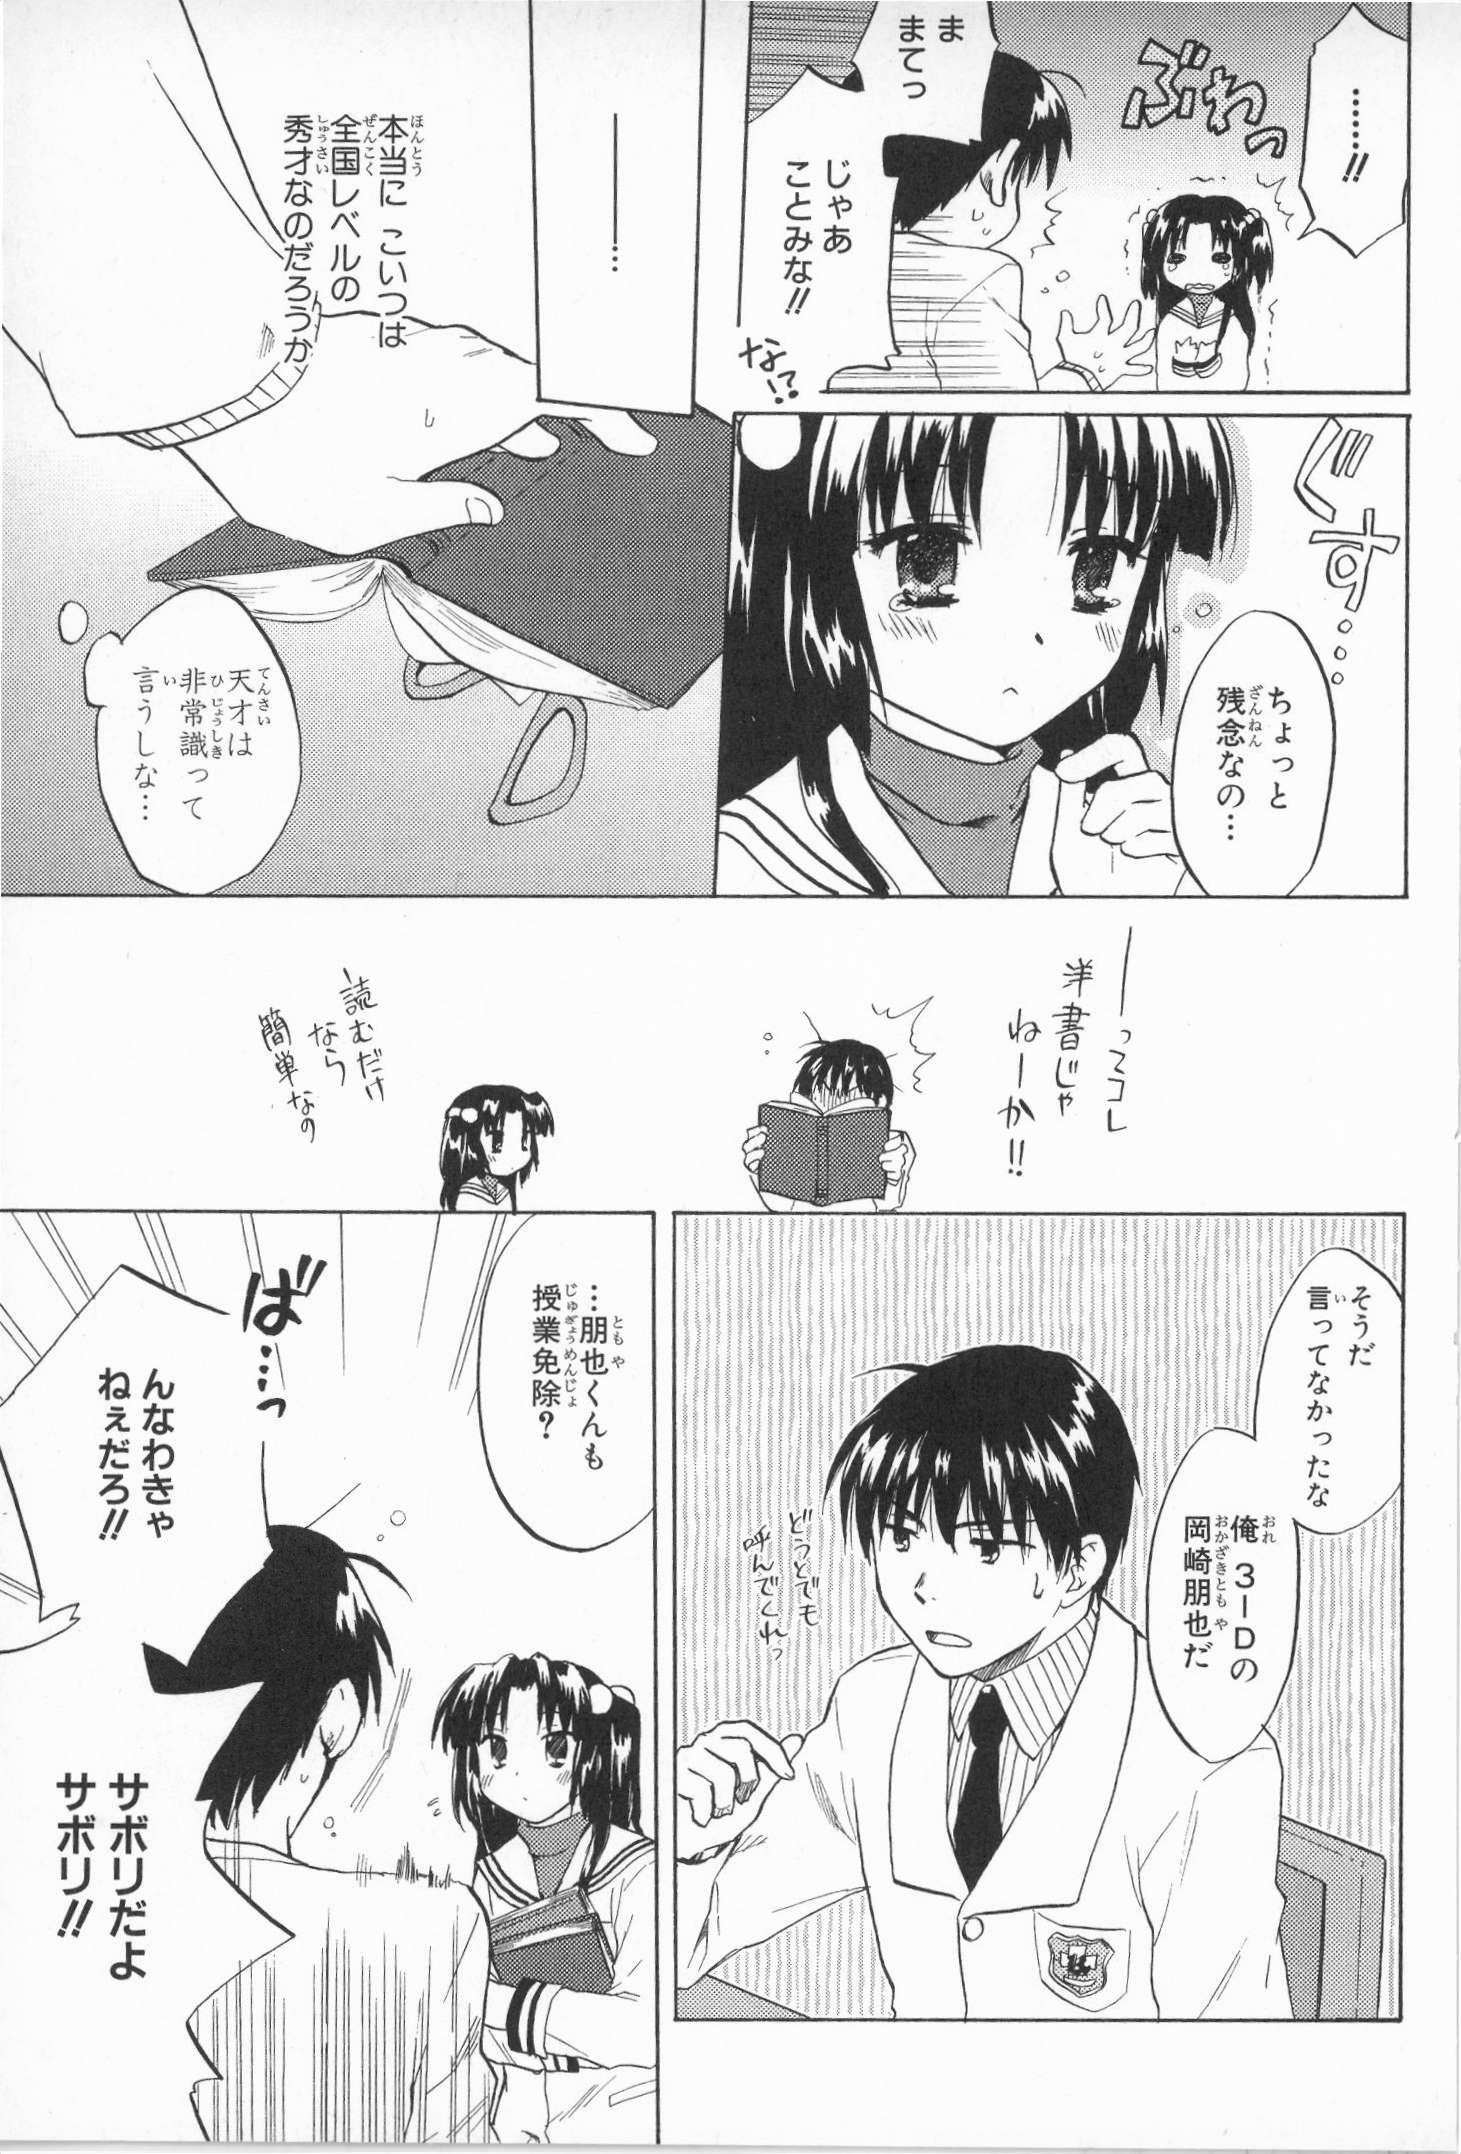 ……!!
ぶわっ
ま
まてっ
じゃあ
ことみな!!
な!?
ぐす…
ちょっと
残念なの…
―――…
本当に こいつは
全国レベルの
秀才なのだろうか
天才は
非常識って
言うしな…
――ってコレ
洋書じゃ
ねーか!!
読むだけ
なら
簡単なの
そうだ
言ってなかったな
俺 3-Dの
岡崎朋也だ
どうとでも
呼んでくれっ
…朋也くんも
授業免除?
ば…っ
んなわきゃ
ねぇだろ!!
サボリだよ
サボリ!!